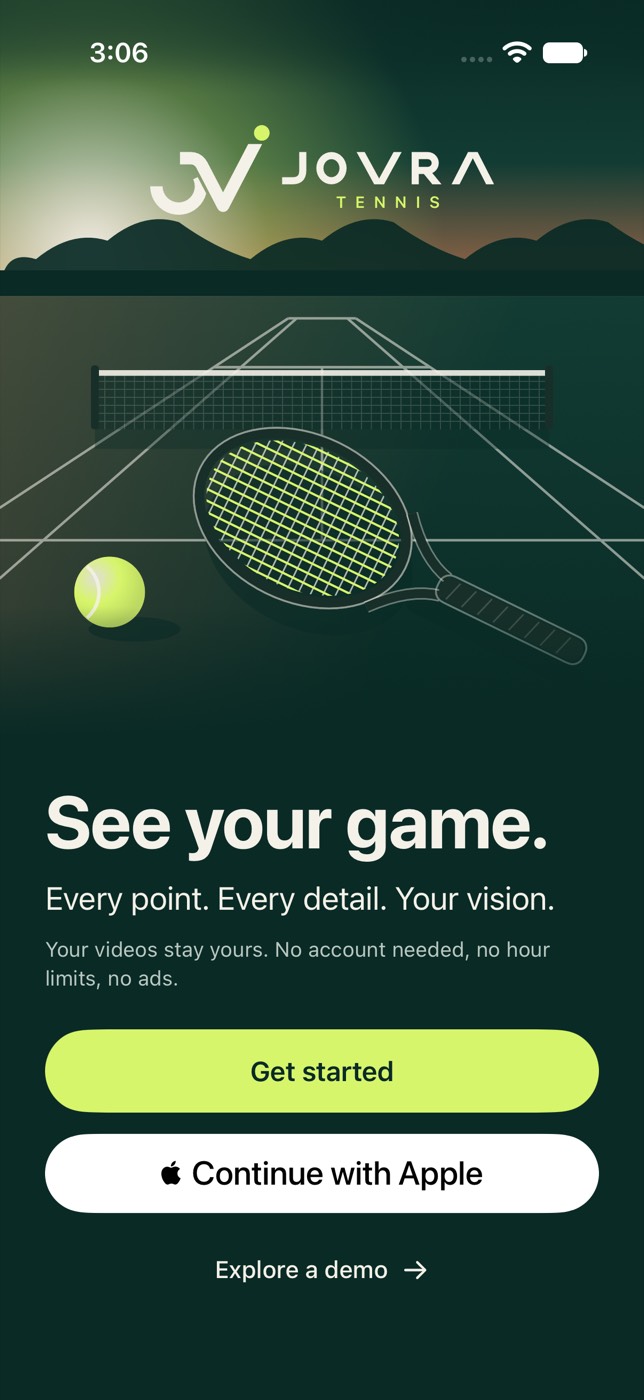 3:06
JOVRA
TENNIS
See your game.
Every point. Every detail. Your vision.
Your videos stay yours. No account needed, no hour
limits, no ads.
Get started
Continue with Apple
Explore a demo →